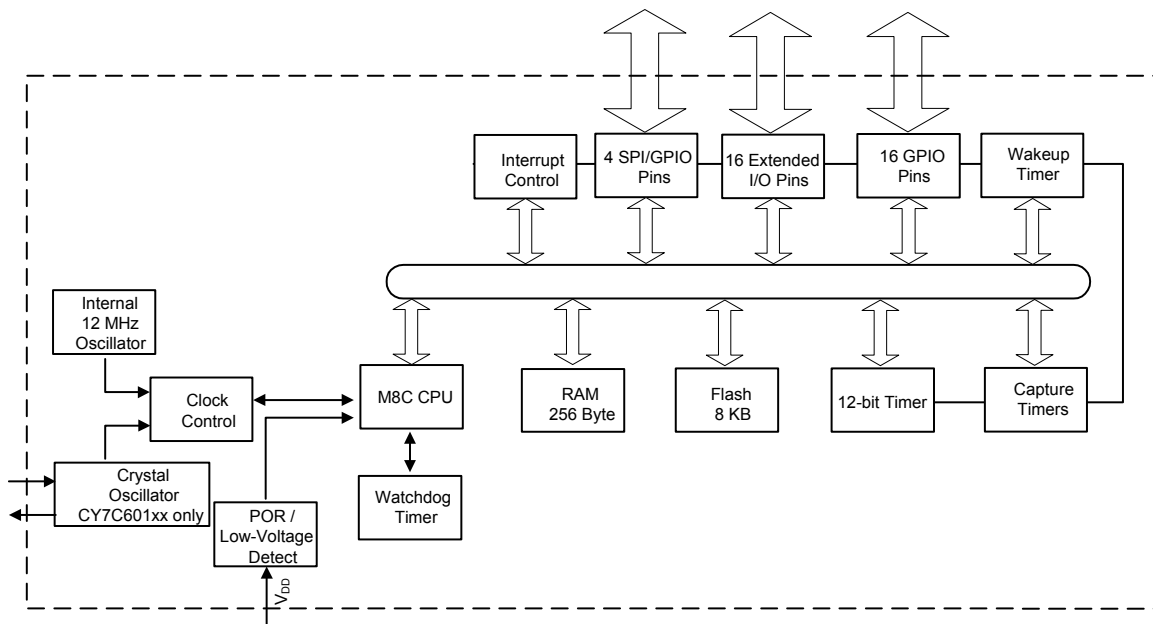 Interrupt
Control
4 SPI/GPIO
Pins
16 Extended
I/O Pins
16 GPIO
Pins
Wakeup
Timer
Internal
12 MHz
Oscillator
Clock
Control
M8C CPU
RAM
256 Byte
Flash
8 KB
12-bit Timer
Capture
Timers
Crystal
Oscillator
CY7C601xx only
POR /
Low-Voltage
Detect
Watchdog
Timer
VDD